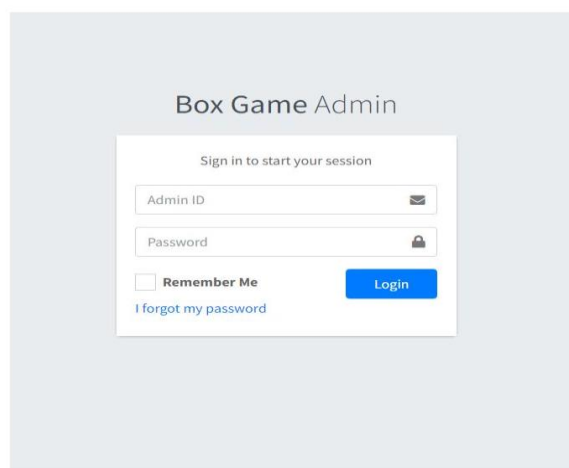 Box Game Admin
Sign in to start your session
Admin ID
Password
Remember Me
Login
I forgot my password